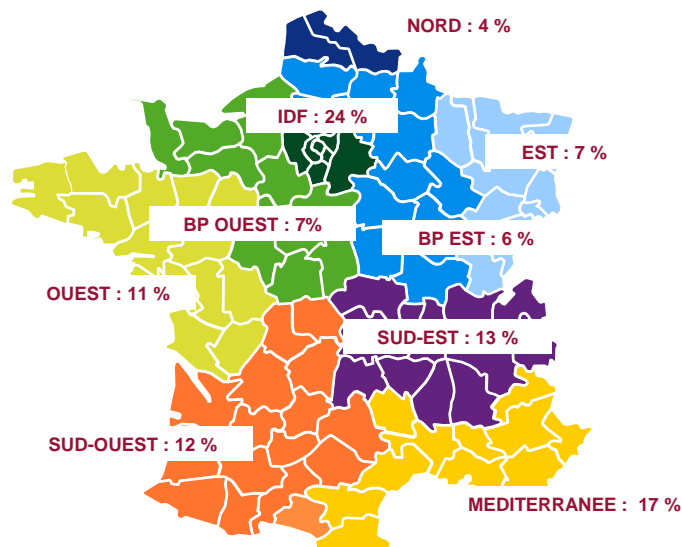 NORD : 4 %
IDF : 24 %
EST : 7 %
BP OUEST : 7%
BP EST : 6 %
OUEST : 11 %
SUD-EST : 13 %
SUD-OUEST : 12 %
MEDITERRANEE :  17 %